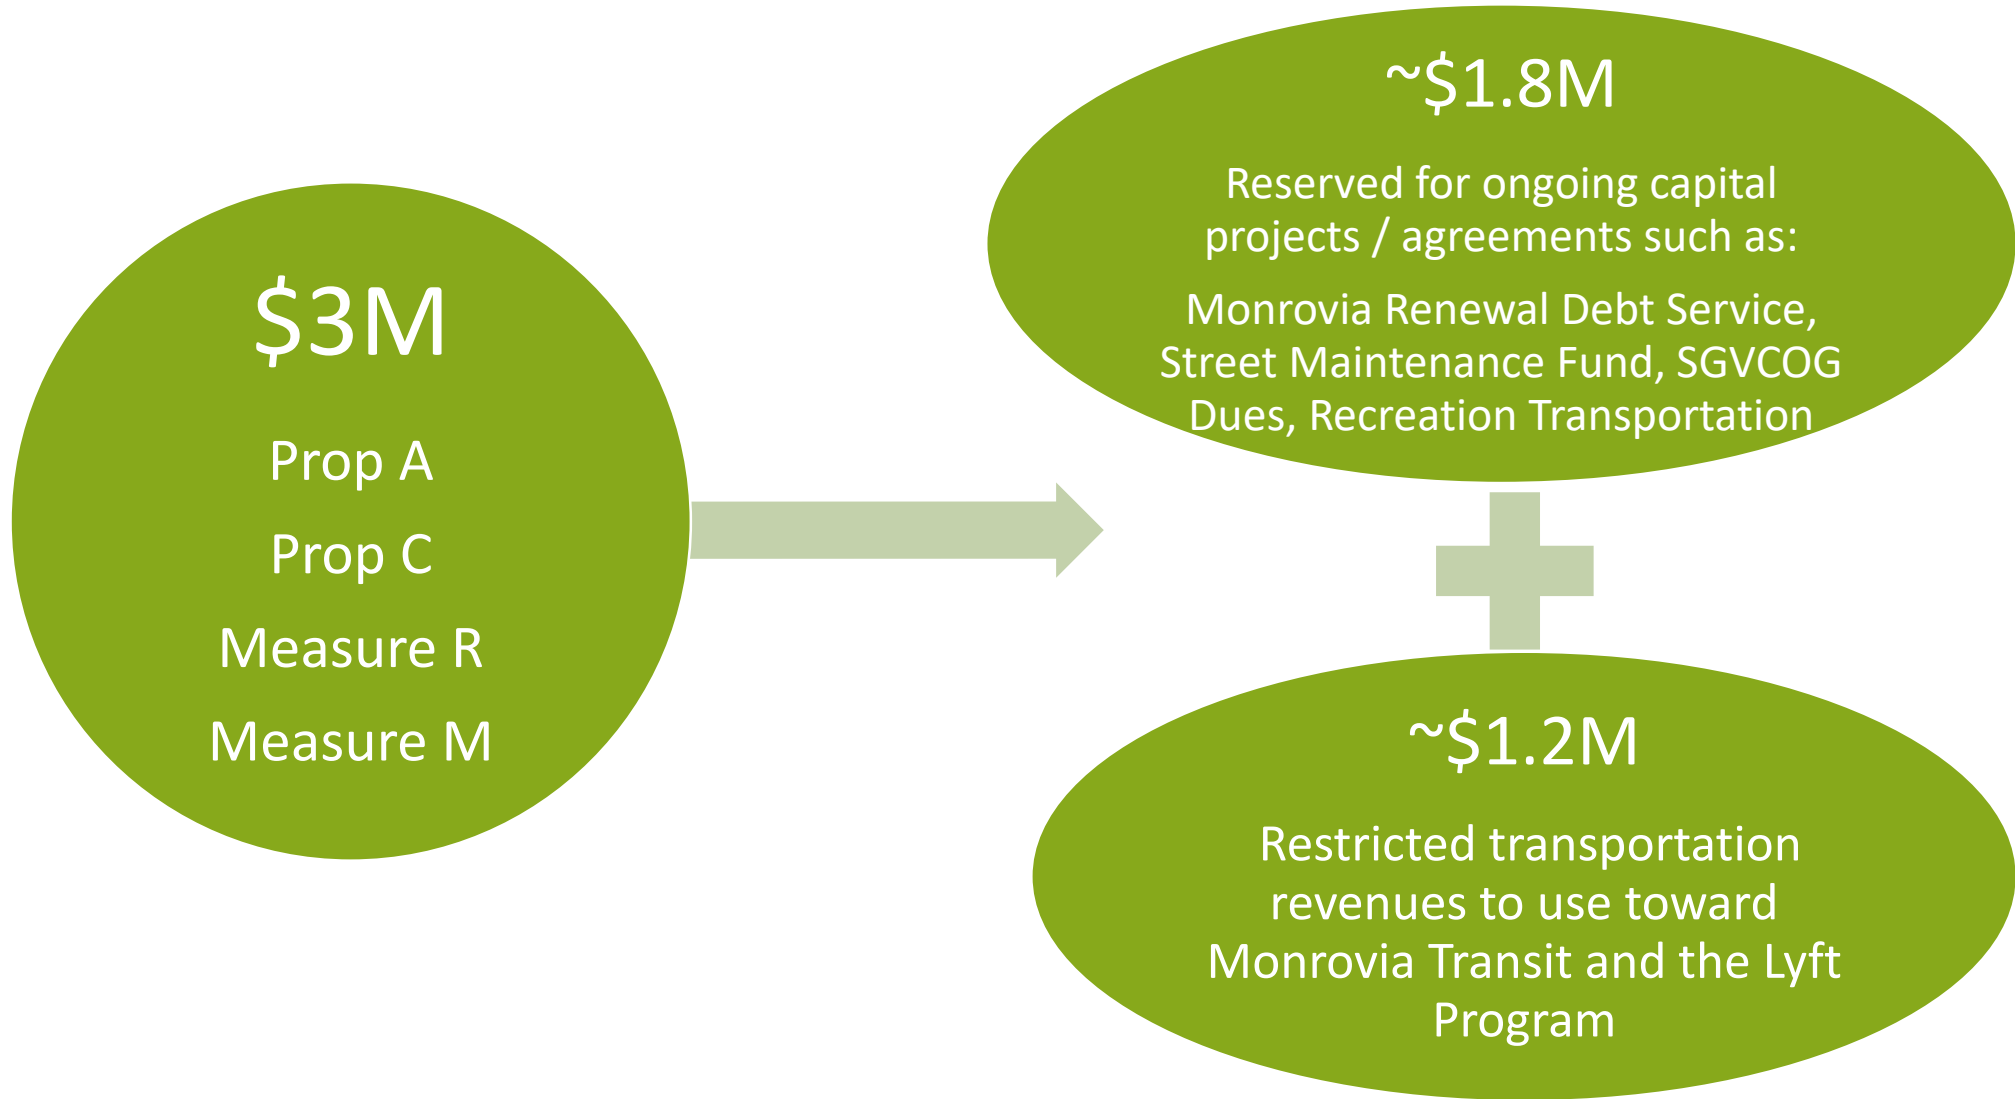 $3M
Prop A
Prop C
Measure R
Measure M
~$1.8M
Reserved for ongoing capital
projects / agreements such as:
Monrovia Renewal Debt Service,
Street Maintenance Fund, SGVCOG
Dues, Recreation Transportation
~$1.2M
Restricted transportation
revenues to use toward
Monrovia Transit and the Lyft
Program